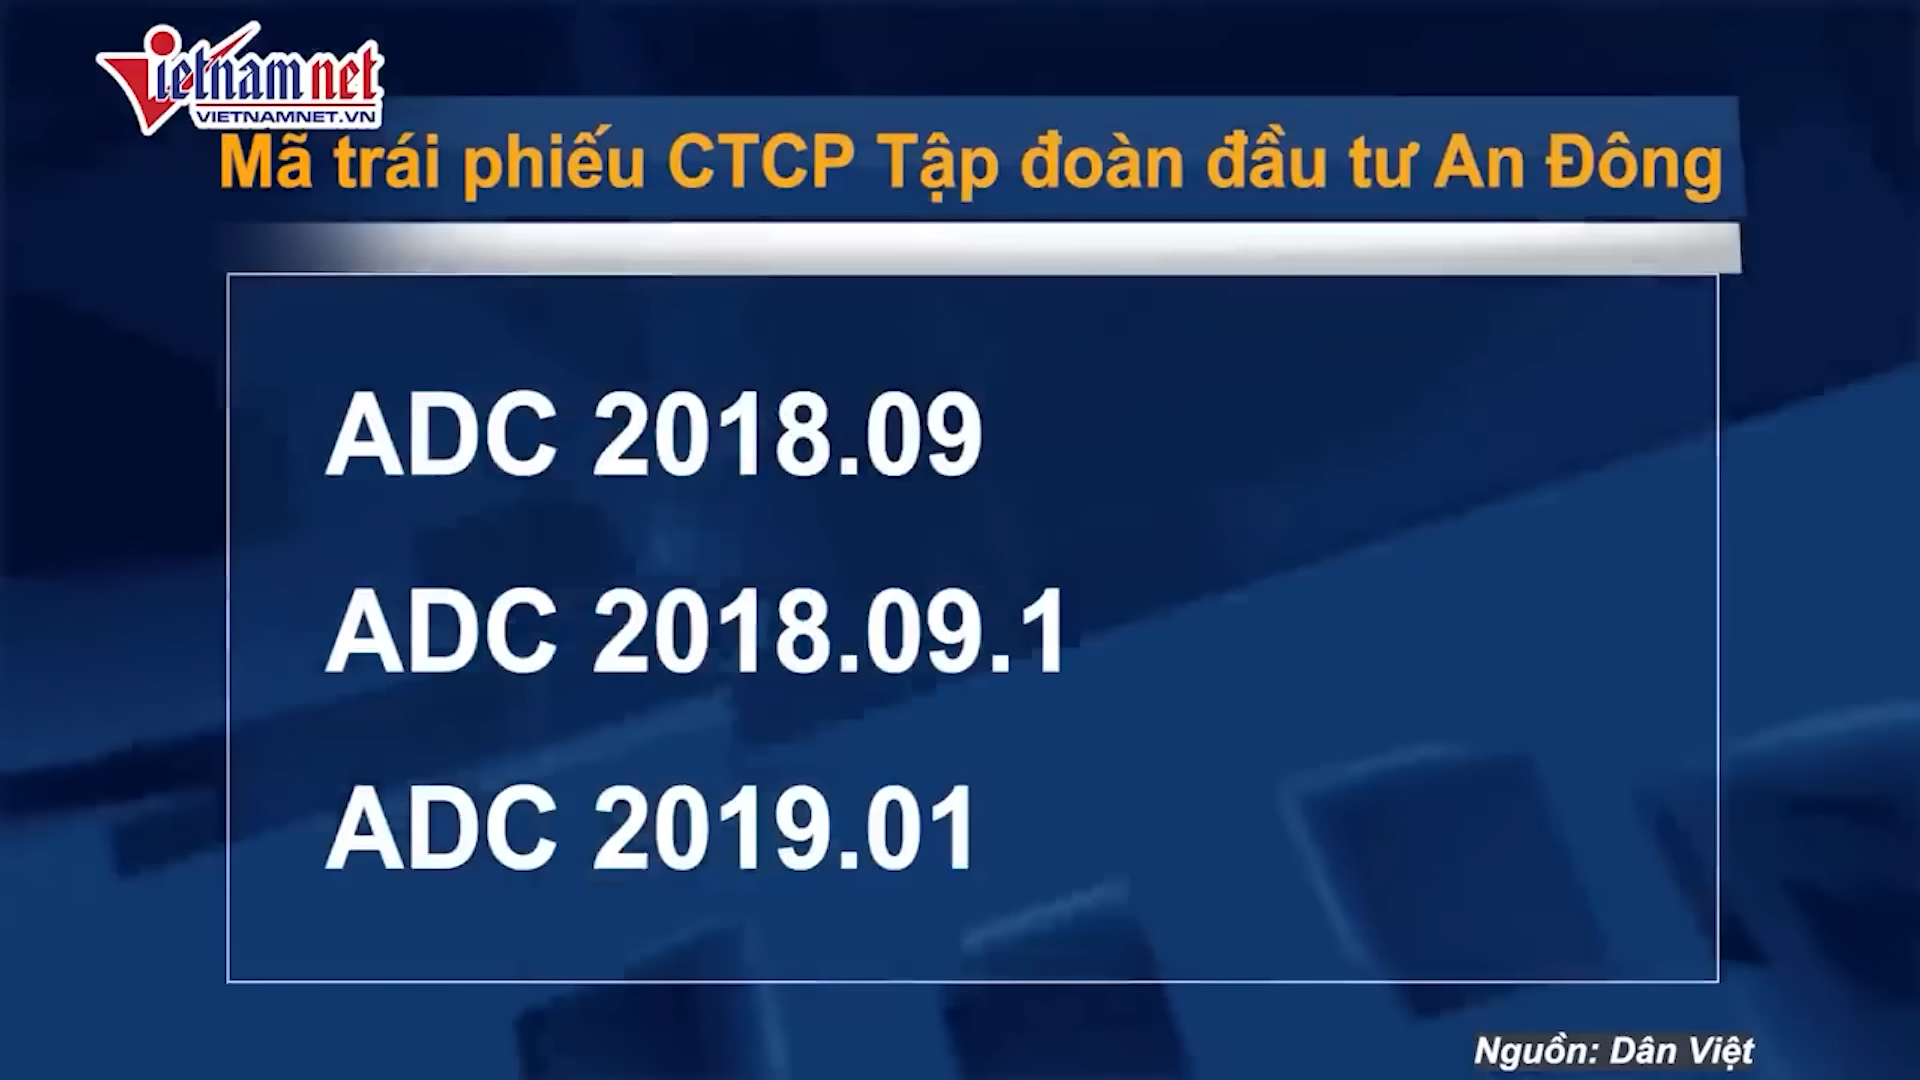 Vietnamnet
VIETNAMNET.VN
Mã trái phiếu CTCP Tập đoàn đầu tư An Đông
ADC 2018.09
ADC 2018.09.1
ADC 2019.01
Nguồn: Dân Việt